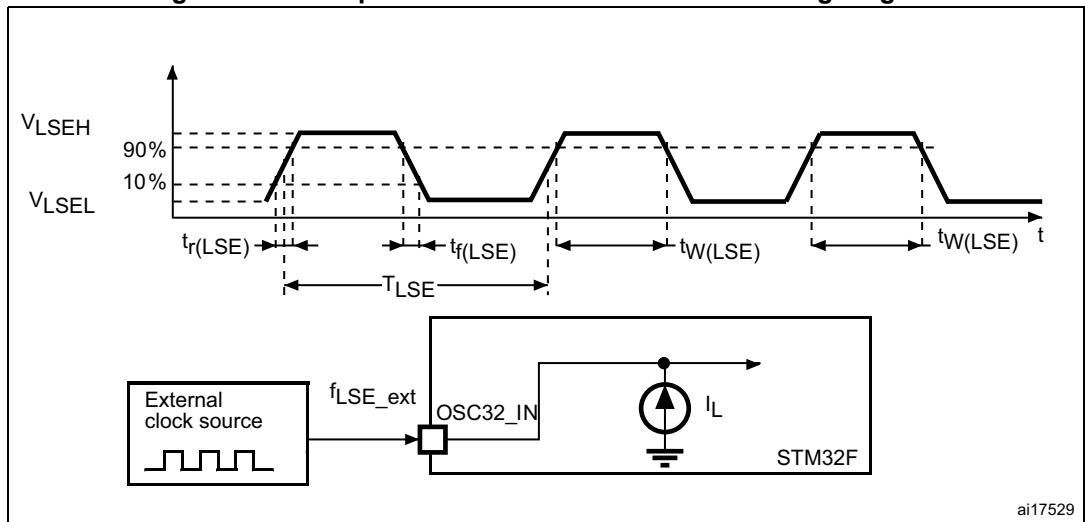 VLSEH
90%
10%
VLSEL
tr(LSE)
tf(LSE)
tW(LSE)
tW(LSE)
t
TLSE
External
clock source
fLSE_ext
OSC32_IN
IL
STM32F
ai17529